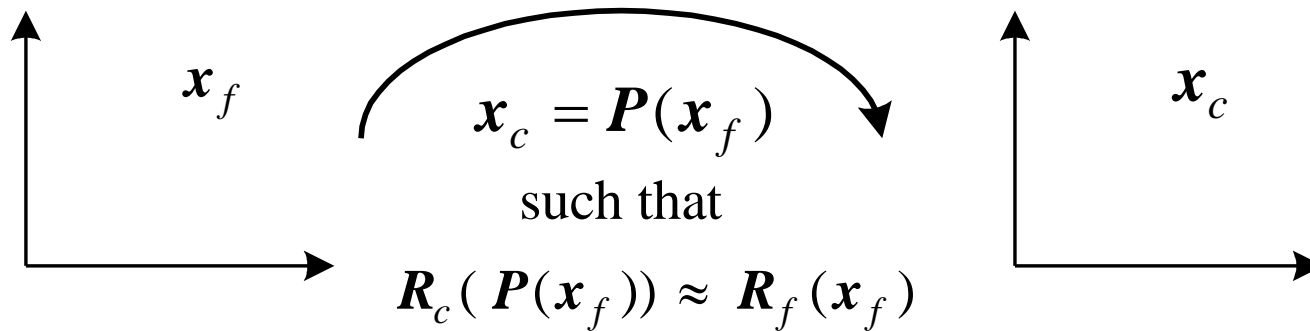 x_f
x_c
x_c = P(x_f)
such that
R_c(P(x_f)) ≈ R_f(x_f)